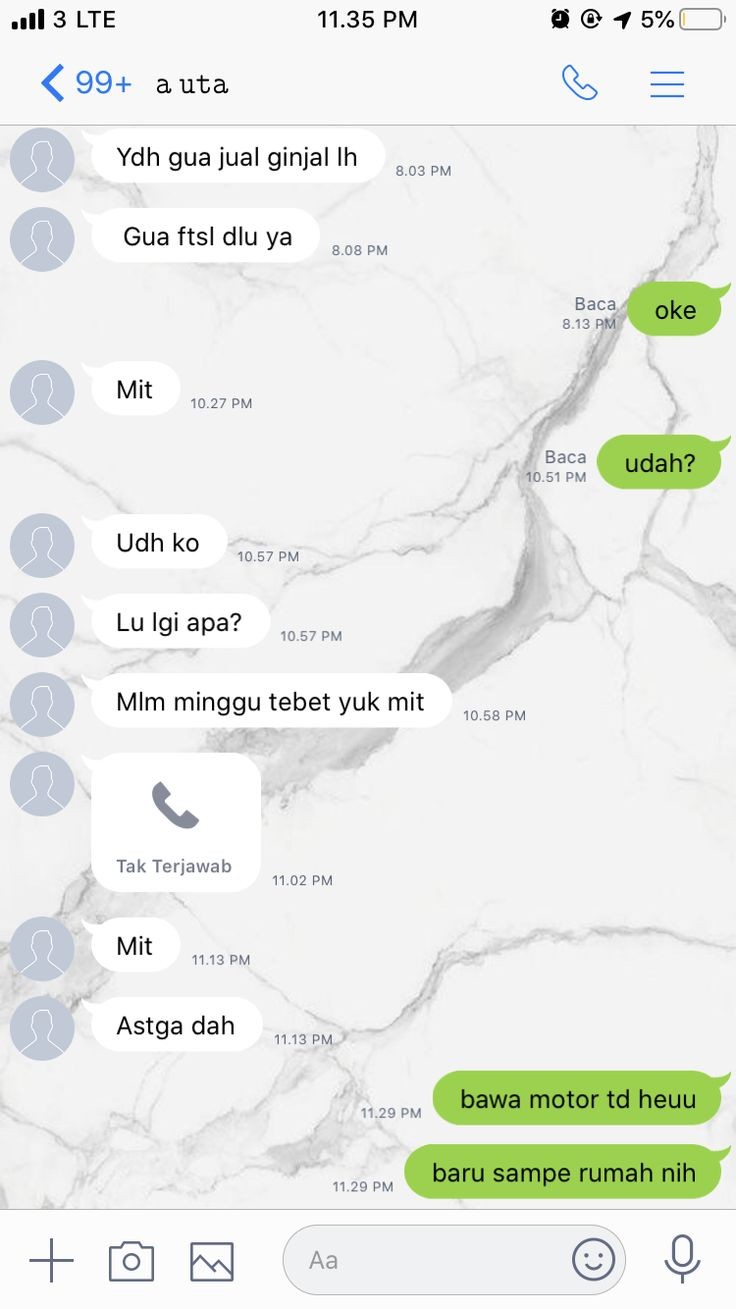 3 LTE 11.35 PM 5%
99+ a uta
Ydh gua jual ginjal lh 8.03 PM
Gua ftsl dlu ya 8.08 PM
Baca
8.13 PM oke
Mit 10.27 PM
Baca
10.51 PM udah?
Udh ko 10.57 PM
Lu lgi apa? 10.57 PM
Mlm minggu tebet yuk mit 10.58 PM
Tak Terjawab 11.02 PM
Mit 11.13 PM
Astga dah 11.13 PM
11.29 PM bawa motor td heuu
11.29 PM baru sampe rumah nih
Aa